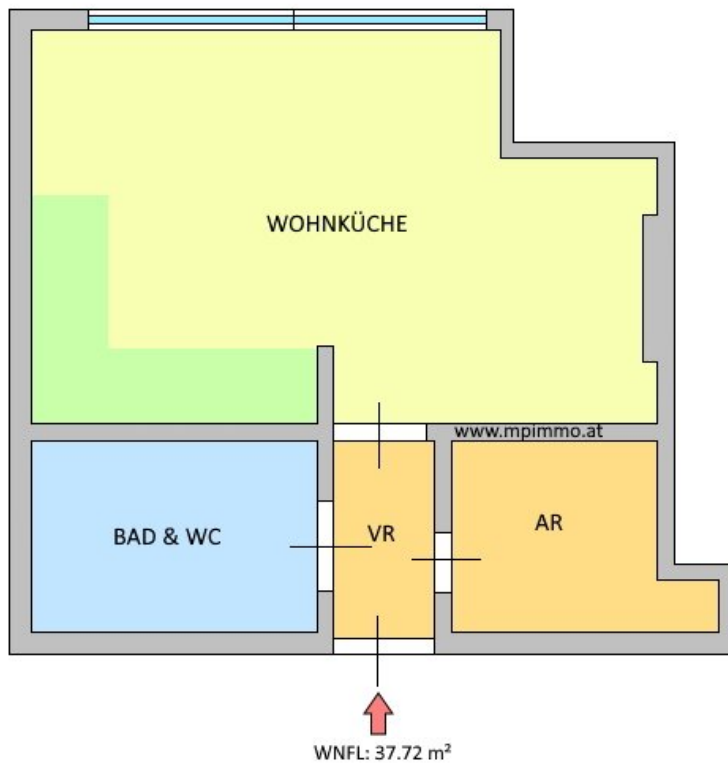 WOHNKÜCHE
www.mpimmo.at
BAD & WC
VR
AR
WNFL: 37.72 m²